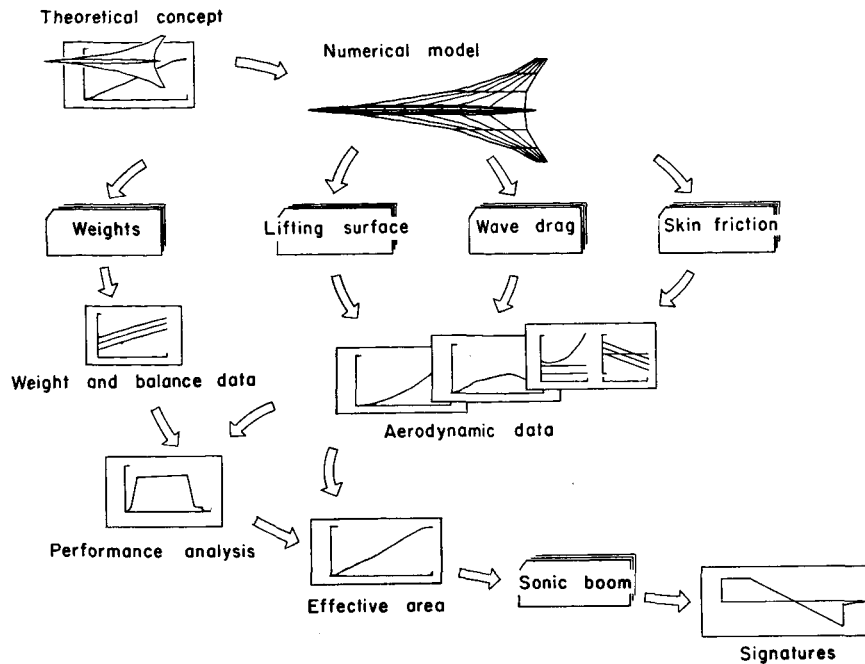 Theoretical concept
Numerical model
Weights
Lifting surface
Wave drag
Skin friction
Weight and balance data
Aerodynamic data
Performance analysis
Effective area
Sonic boom
Signatures